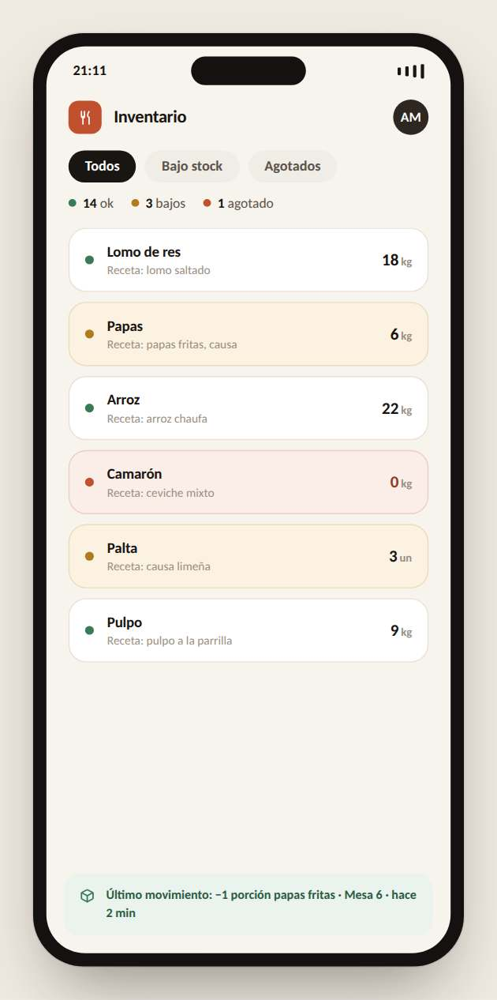 21:11
Inventario
AM
Todos
Bajo stock
Agotados
14 ok
3 bajos
1 agotado
Lomo de res
Receta: lomo saltado
18 kg
Papas
Receta: papas fritas, causa
6 kg
Arroz
Receta: arroz chaufa
22 kg
Camarón
Receta: ceviche mixto
0 kg
Palta
Receta: causa limeña
3 un
Pulpo
Receta: pulpo a la parrilla
9 kg
Último movimiento: −1 porción papas fritas · Mesa 6 · hace
2 min